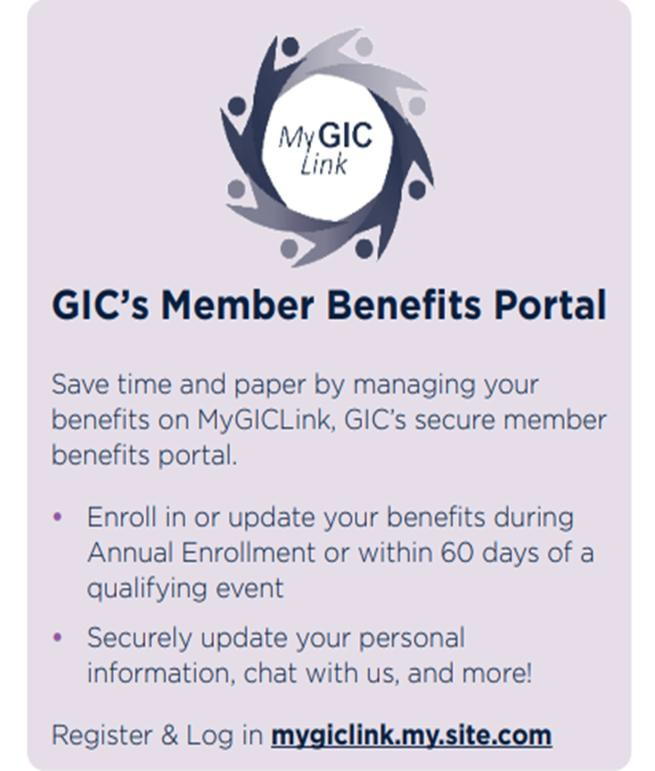 My GIC
Link
GIC's Member Benefits Portal
Save time and paper by managing your
benefits on MyGICLink, GIC's secure member
benefits portal.
• Enroll in or update your benefits during
Annual Enrollment or within 60 days of a
qualifying event
• Securely update your personal
information, chat with us, and more!
Register & Log in mygiclink.my.site.com